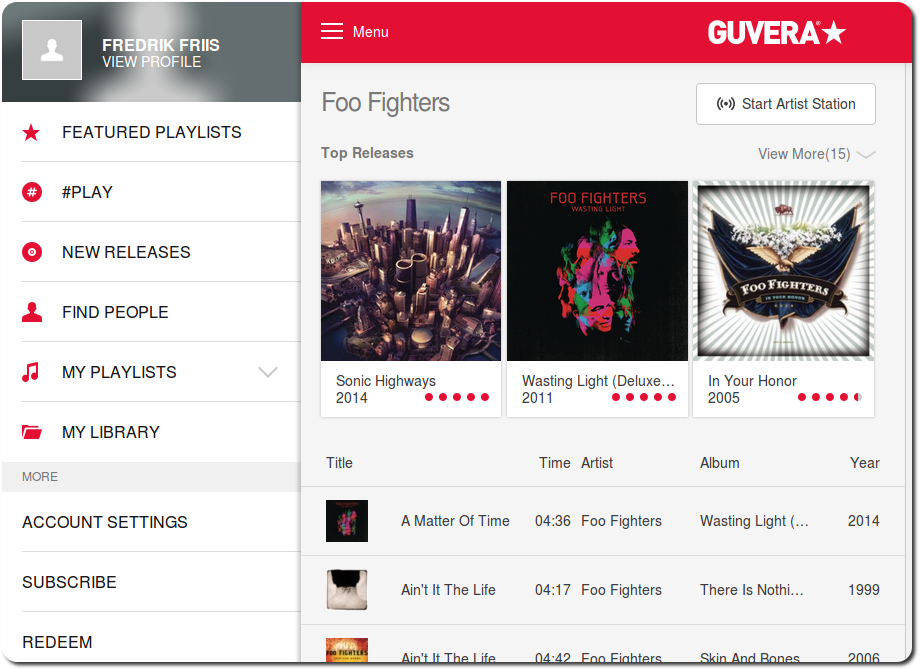 FREDRIK FRIIS
VIEW PROFILE
FEATURED PLAYLISTS
#PLAY
NEW RELEASES
FIND PEOPLE
MY PLAYLISTS
MY LIBRARY
MORE
ACCOUNT SETTINGS
SUBSCRIBE
REDEEM
Menu
GUVERA
Foo Fighters
Start Artist Station
Top Releases
View More(15)
FOO FIGHTERS
WASTING LIGHT
FOO FIGHTERS
IN YOUR HONOR
Sonic Highways
2014
Wasting Light (Deluxe...
2011
In Your Honor
2005
Title Time Artist Album Year
A Matter Of Time 04:36 Foo Fighters Wasting Light (... 2014
Ain't It The Life 04:17 Foo Fighters There Is Nothi... 1999
FOO FIGHTERS
Ain't It The Life 04:42 Foo Fighters Skin And Bones 2006